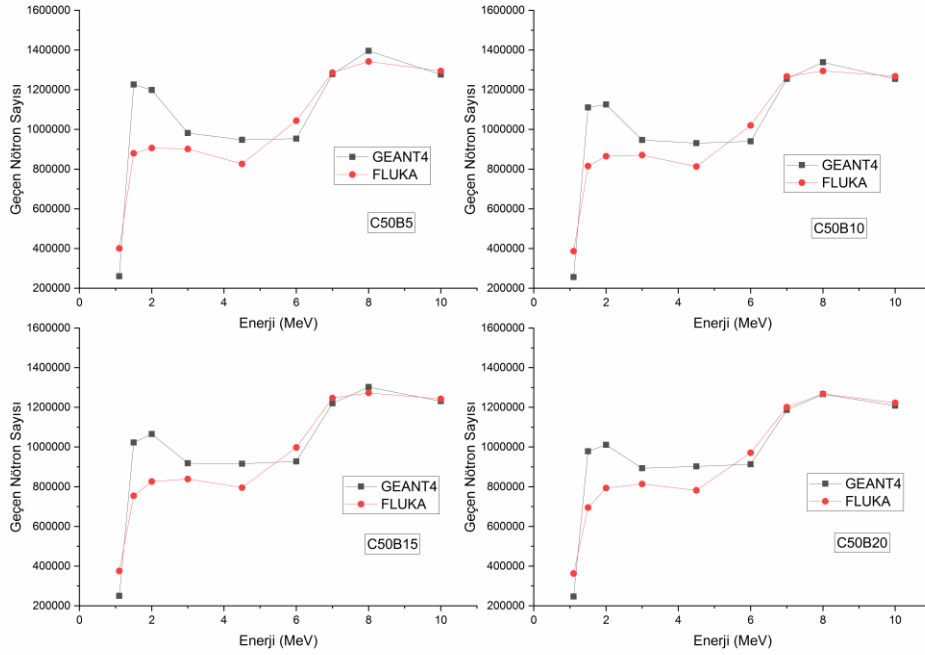 1600000
1400000
1200000
1000000
800000
600000
400000
200000
Geçen Nötron Sayısı
GEANT4
FLUKA
C50B5
0 2 4 6 8 10
Enerji (MeV)
1600000
1400000
1200000
1000000
800000
600000
400000
200000
Geçen Nötron Sayısı
GEANT4
FLUKA
C50B10
0 2 4 6 8 10
Enerji (MeV)
1600000
1400000
1200000
1000000
800000
600000
400000
200000
Geçen Nötron Sayısı
GEANT4
FLUKA
C50B15
0 2 4 6 8 10
Enerji (MeV)
1600000
1400000
1200000
1000000
800000
600000
400000
200000
Geçen Nötron Sayısı
GEANT4
FLUKA
C50B20
0 2 4 6 8 10
Enerji (MeV)